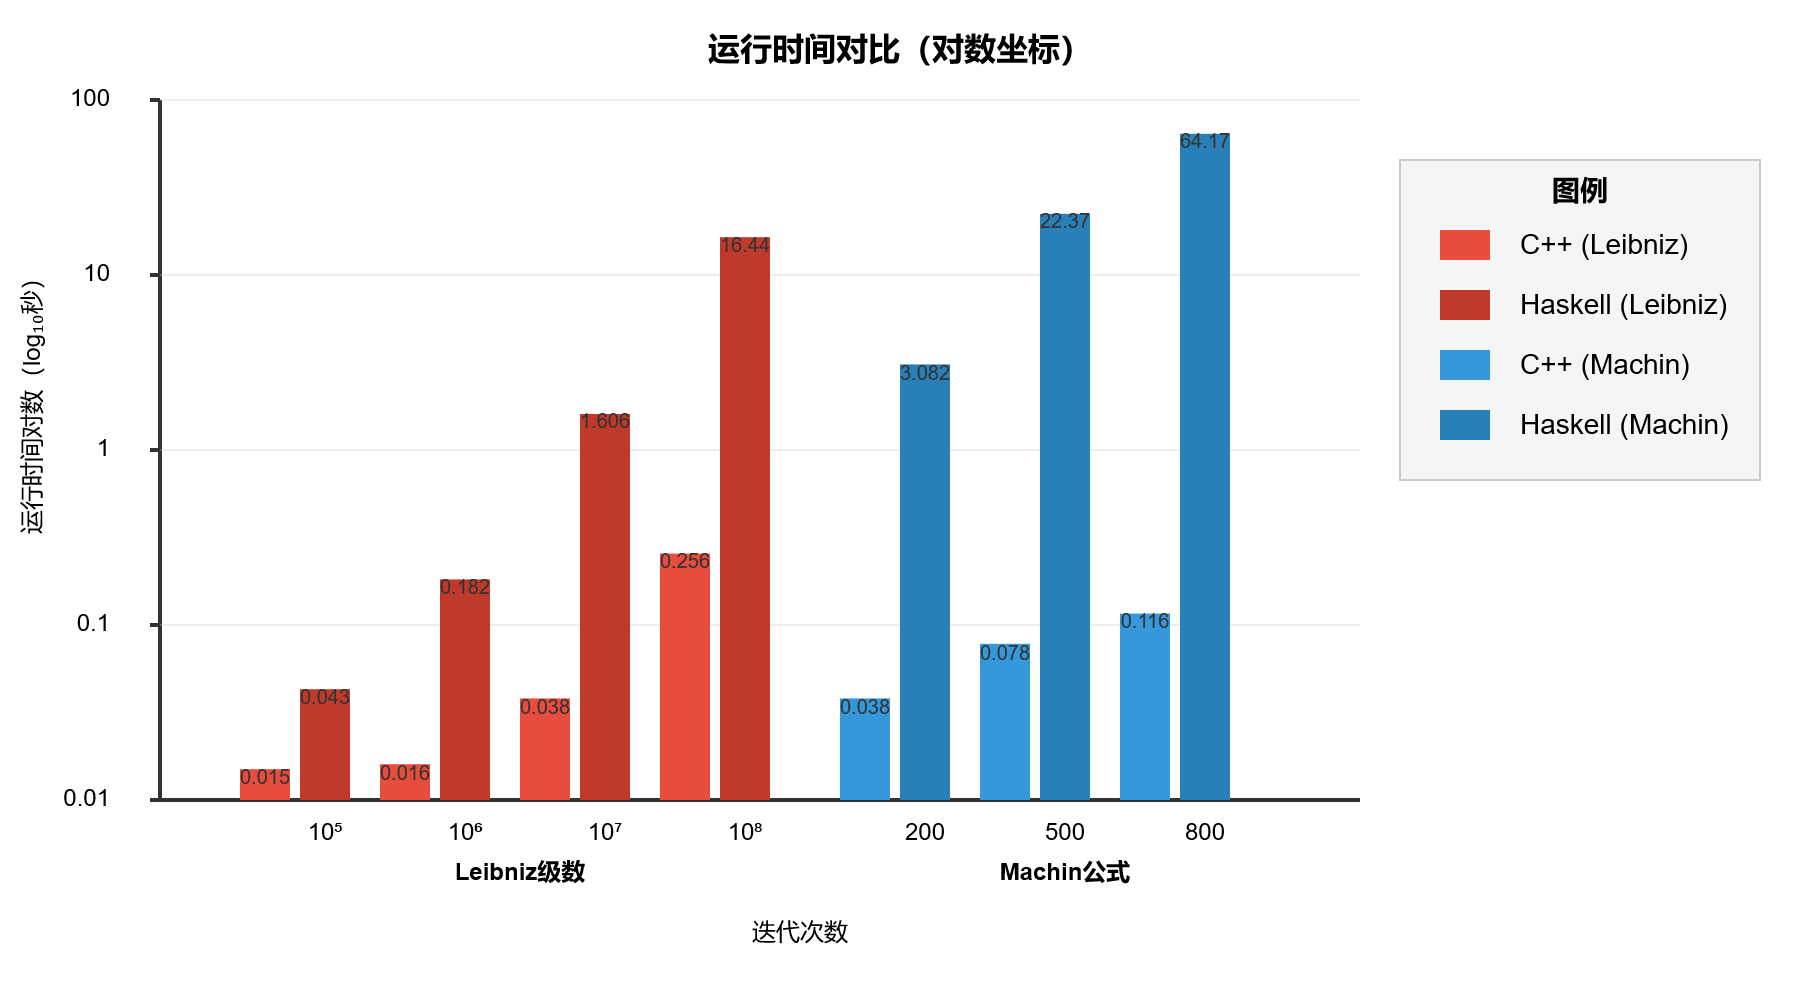 运行时间对比（对数坐标）
100
10
1
0.1
0.01
运行时间对数（log₁₀秒）
0.015
0.043
0.016
0.182
0.038
1.606
0.256
16.44
0.038
3.082
0.078
22.37
0.116
64.17
10⁵ 10⁶ 10⁷ 10⁸ 200 500 800
Leibniz级数 Machin公式
迭代次数
图例
C++ (Leibniz)
Haskell (Leibniz)
C++ (Machin)
Haskell (Machin)